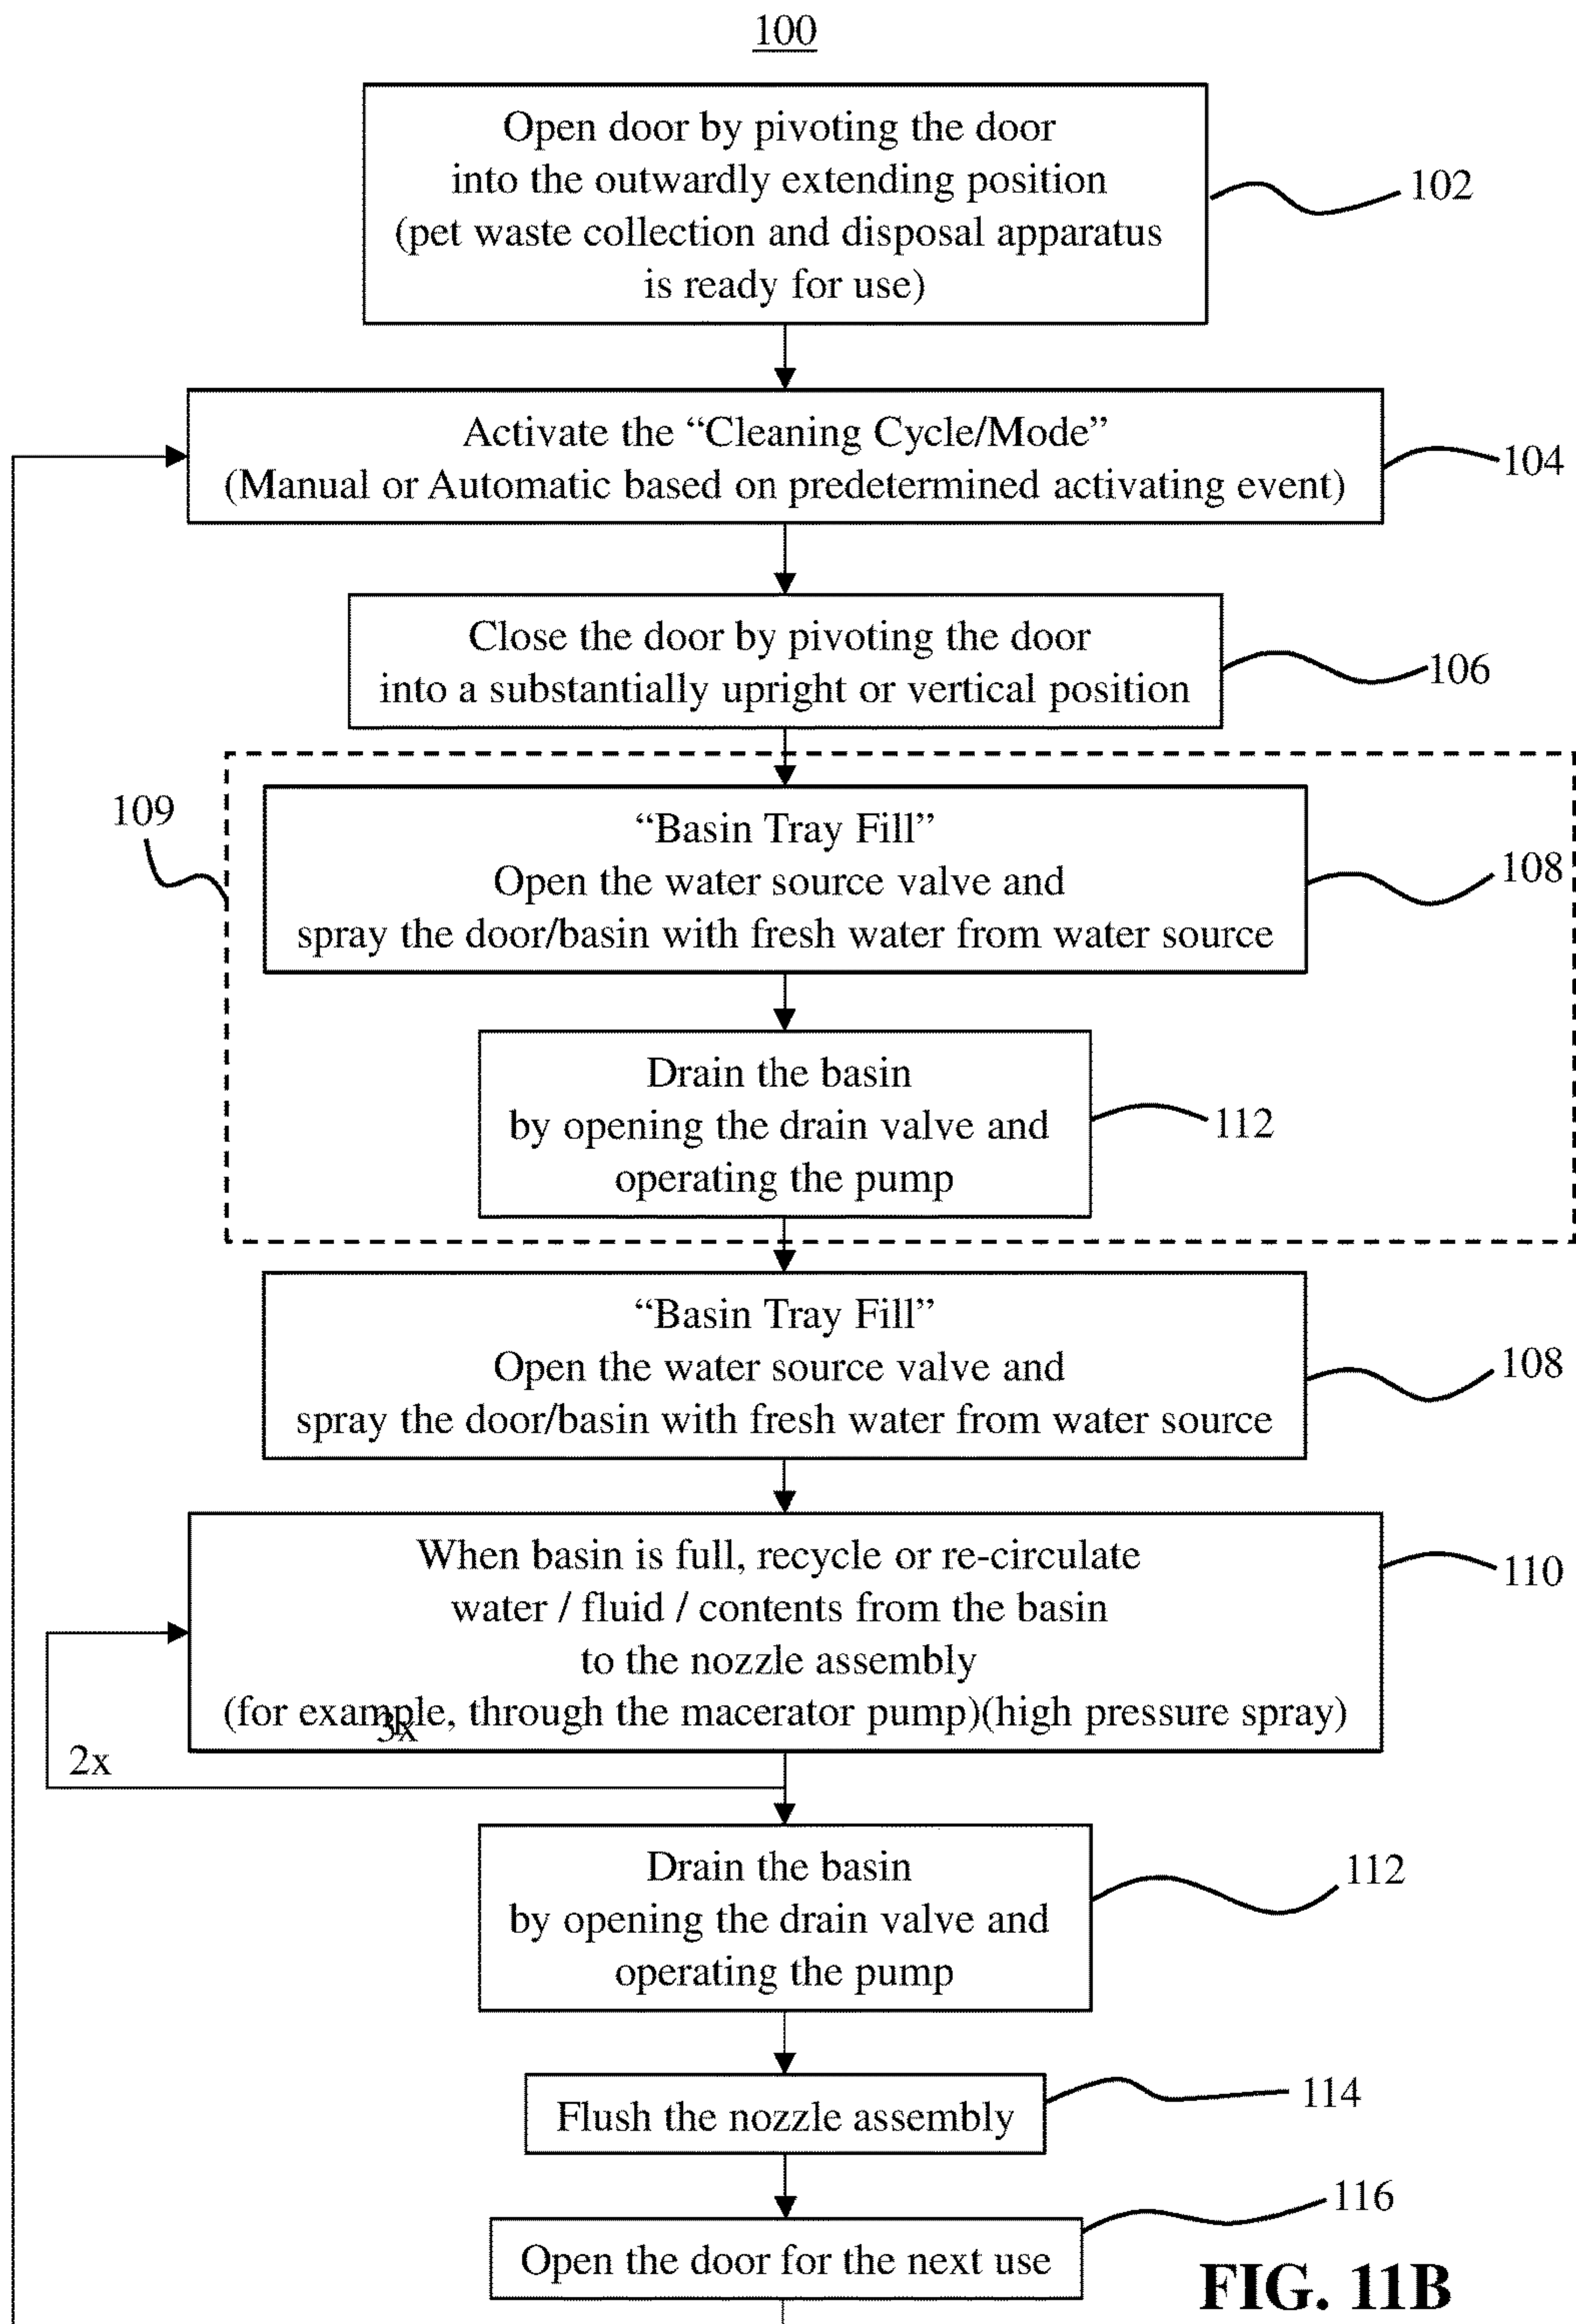 100
Open door by pivoting the door
into the outwardly extending position
(pet waste collection and disposal apparatus
is ready for use)
102
Activate the “Cleaning Cycle/Mode”
(Manual or Automatic based on predetermined activating event)
104
Close the door by pivoting the door
into a substantially upright or vertical position
106
109
“Basin Tray Fill”
Open the water source valve and
spray the door/basin with fresh water from water source
108
Drain the basin
by opening the drain valve and
operating the pump
112
“Basin Tray Fill”
Open the water source valve and
spray the door/basin with fresh water from water source
108
When basin is full, recycle or re-circulate
water / fluid / contents from the basin
to the nozzle assembly
(for example, through the macerator pump)(high pressure spray)
110
3x
2x
Drain the basin
by opening the drain valve and
operating the pump
112
Flush the nozzle assembly
114
Open the door for the next use
116
FIG. 11B